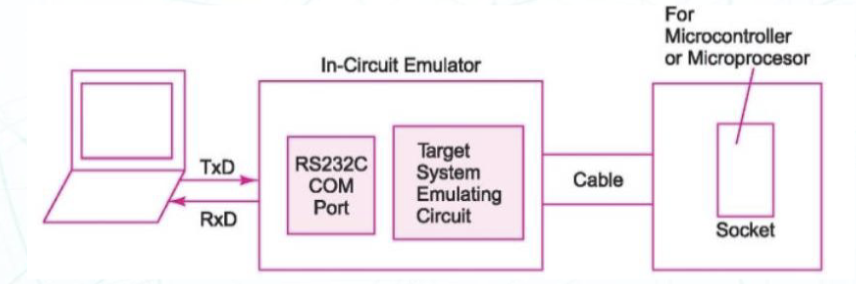 For
Microcontroller
or Microprocesor
In-Circuit Emulator
TxD
RxD
RS232C
COM
Port
Target
System
Emulating
Circuit
Cable
Socket